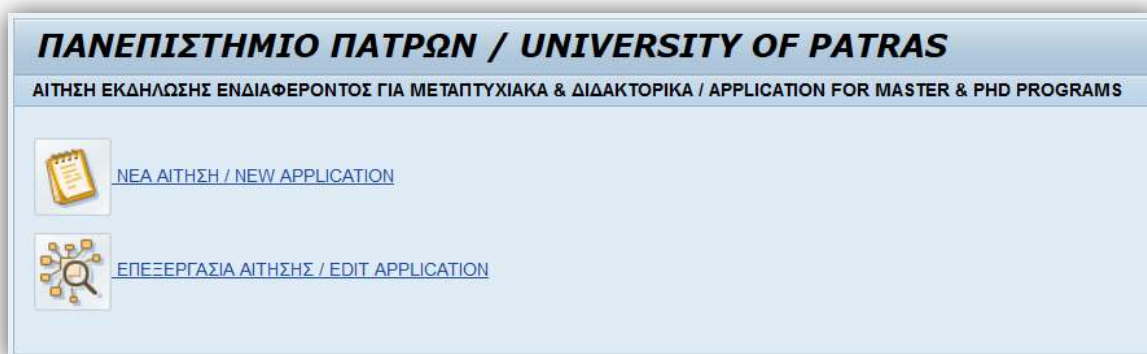 ΠΑΝΕΠΙΣΤΗΜΙΟ ΠΑΤΡΩΝ / UNIVERSITY OF PATRAS
ΑΙΤΗΣΗ ΕΚΔΗΛΩΣΗΣ ΕΝΔΙΑΦΕΡΟΝΤΟΣ ΓΙΑ ΜΕΤΑΠΤΥΧΙΑΚΑ & ΔΙΔΑΚΤΟΡΙΚΑ / APPLICATION FOR MASTER & PHD PROGRAMS
ΝΕΑ ΑΙΤΗΣΗ / NEW APPLICATION
ΕΠΕΞΕΡΓΑΣΙΑ ΑΙΤΗΣΗΣ / EDIT APPLICATION